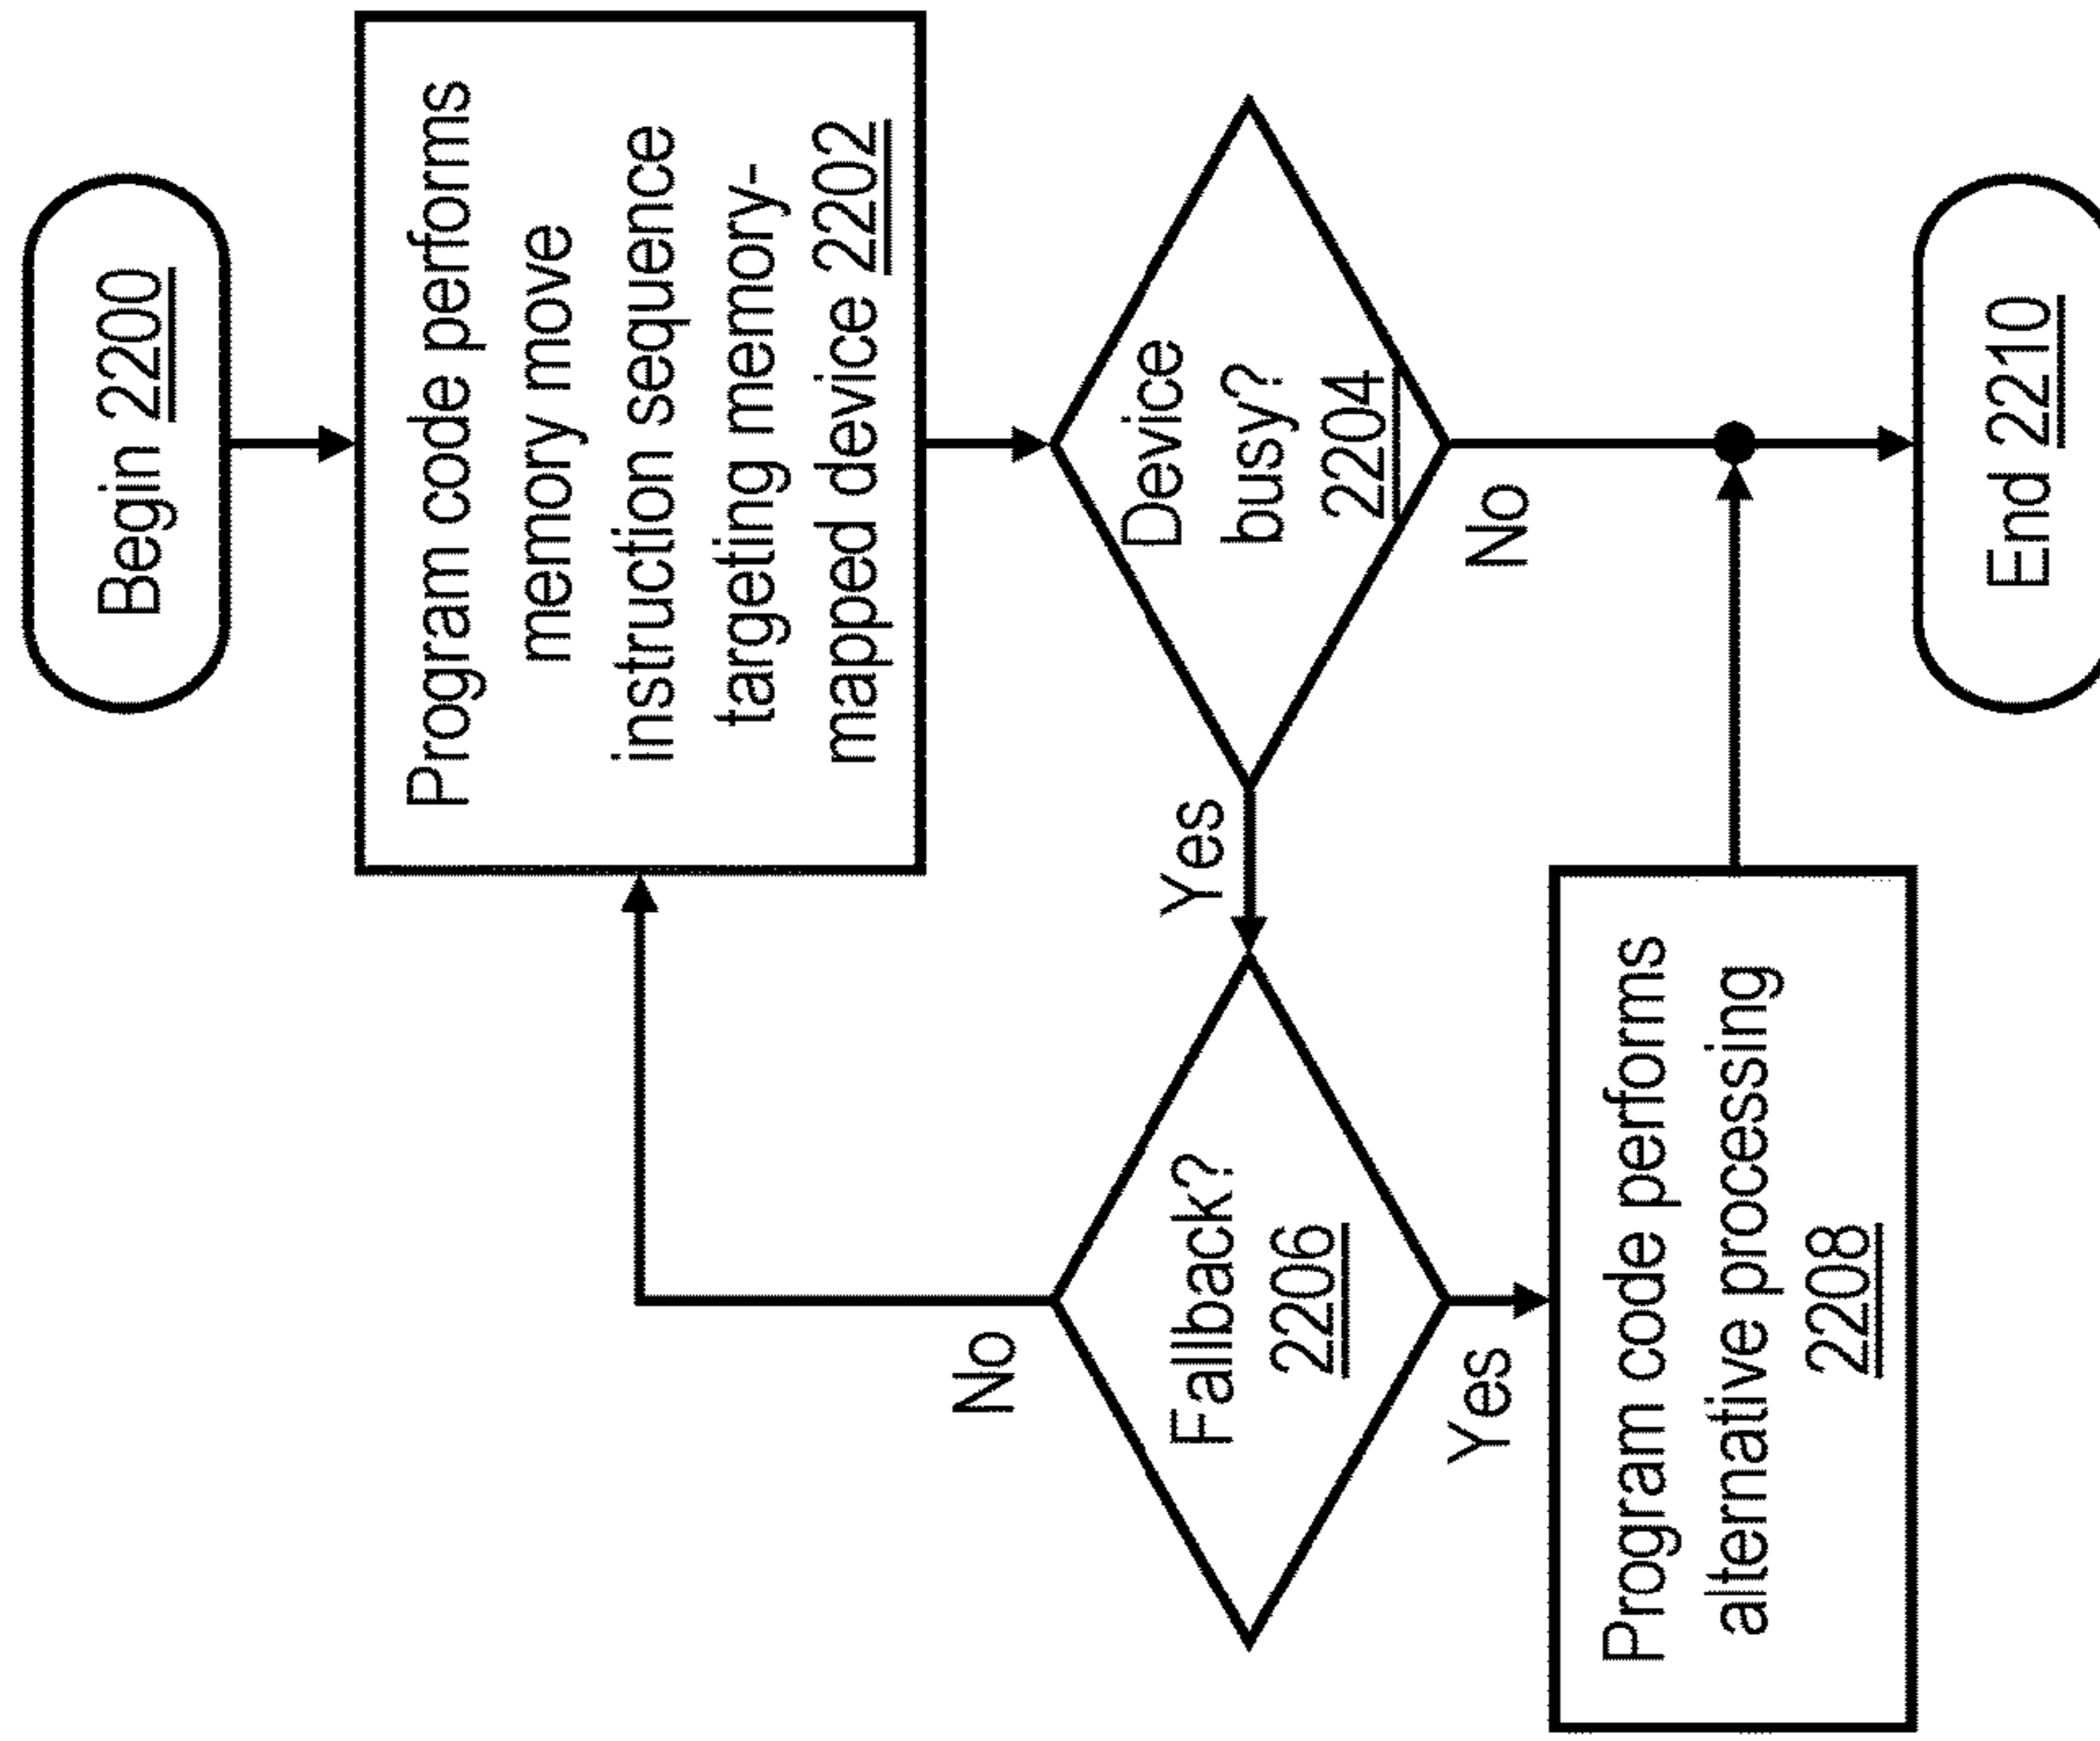 Begin 2200
Program code performs
memory move
instruction sequence
targeting memory-
mapped device 2202
Device
busy?
2204
Yes
No
Fallback?
2206
No
Yes
Program code performs
alternative processing
2208
End 2210